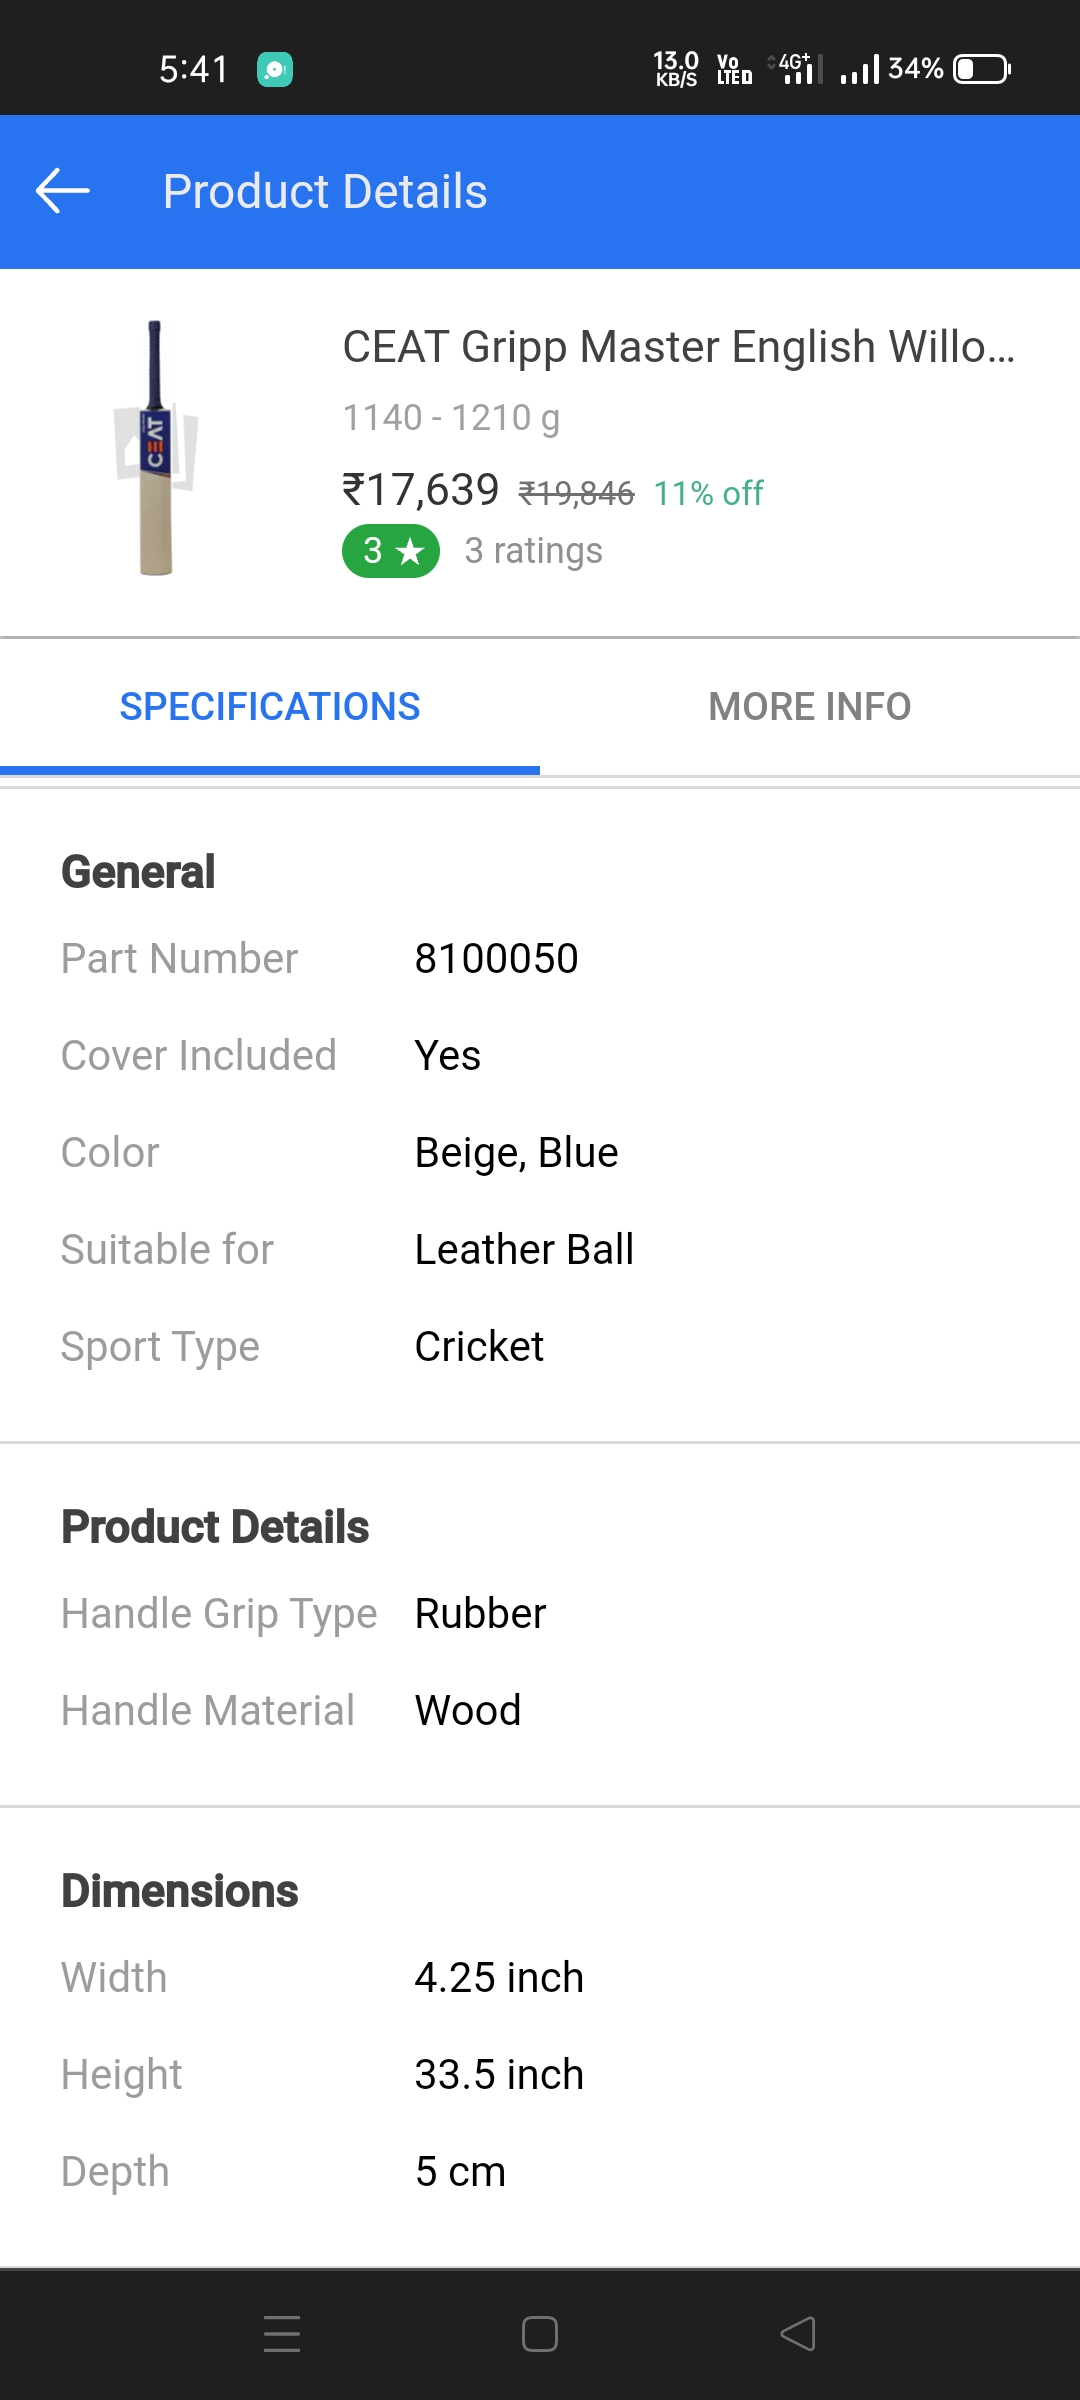 5:41
13.0 KB/S Vo LTE 4G+ 34%
Product Details
CEAT
CEAT Gripp Master English Willo...
1140 - 1210 g
₹17,639 ₹19,846 11% off
3 ★ 3 ratings
SPECIFICATIONS MORE INFO
General
Part Number 8100050
Cover Included Yes
Color Beige, Blue
Suitable for Leather Ball
Sport Type Cricket
Product Details
Handle Grip Type Rubber
Handle Material Wood
Dimensions
Width 4.25 inch
Height 33.5 inch
Depth 5 cm